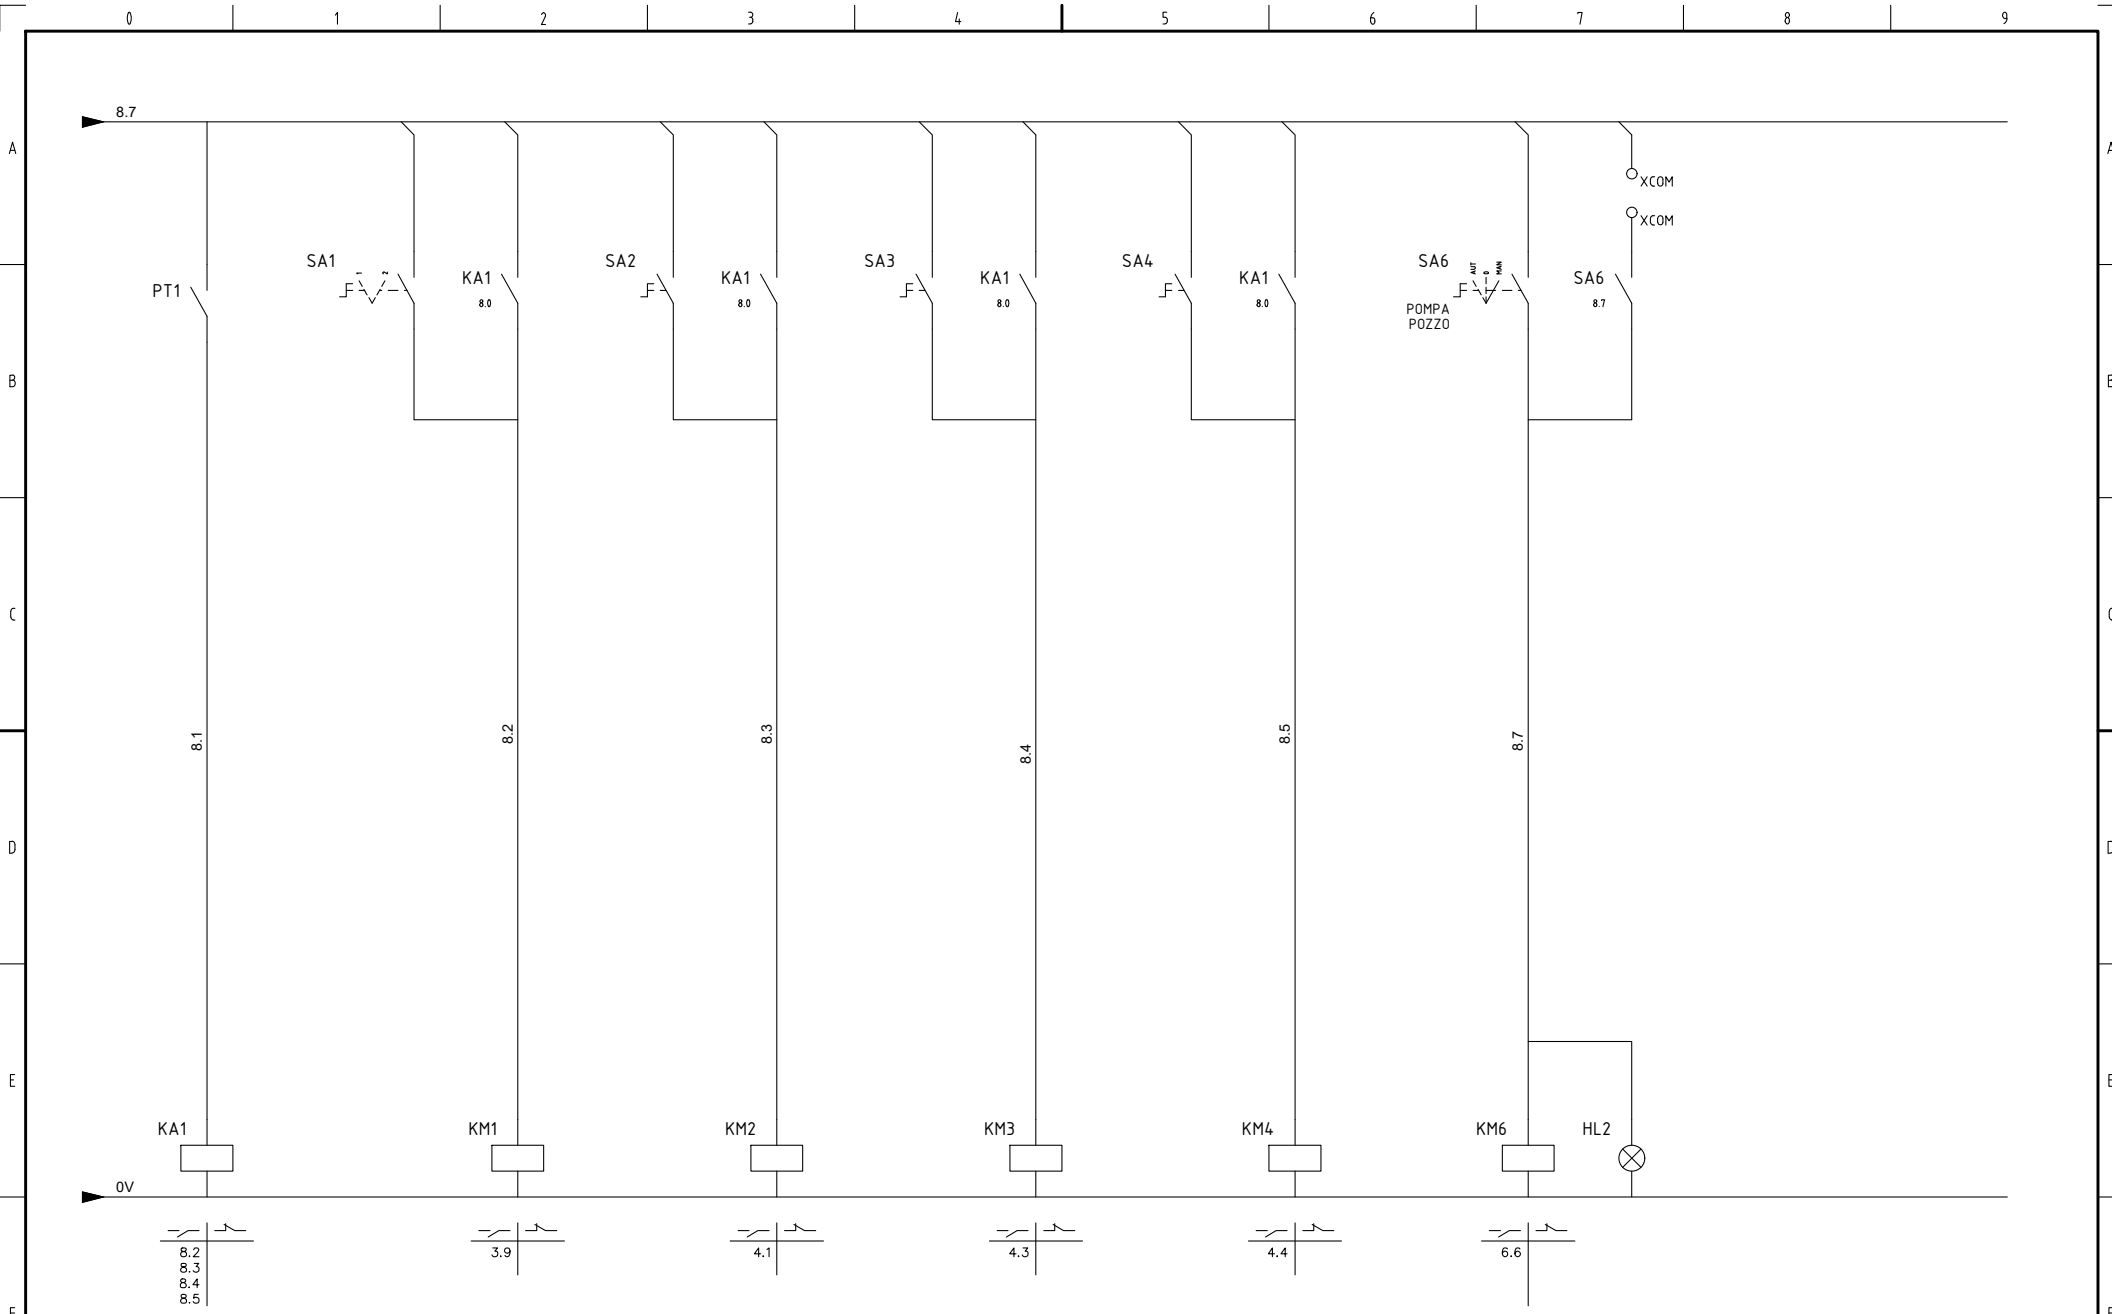 0 1 2 3 4 5 6 7 8 9
8.7
A
XCOM
XCOM
SA1 1 2
KA1
8.0
SA2
KA1
8.0
SA3
KA1
8.0
SA4
KA1
8.0
SA6 AUT 0 MAN
POMPA
POZZO
SA6
8.7
PT1
B
C
8.1 8.2 8.3 8.4 8.5 8.7
D
E
KA1 KM1 KM2 KM3 KM4 KM6 HL2
0V
8.2 3.9 4.1 4.3 4.4 6.6
8.3
8.4
8.5